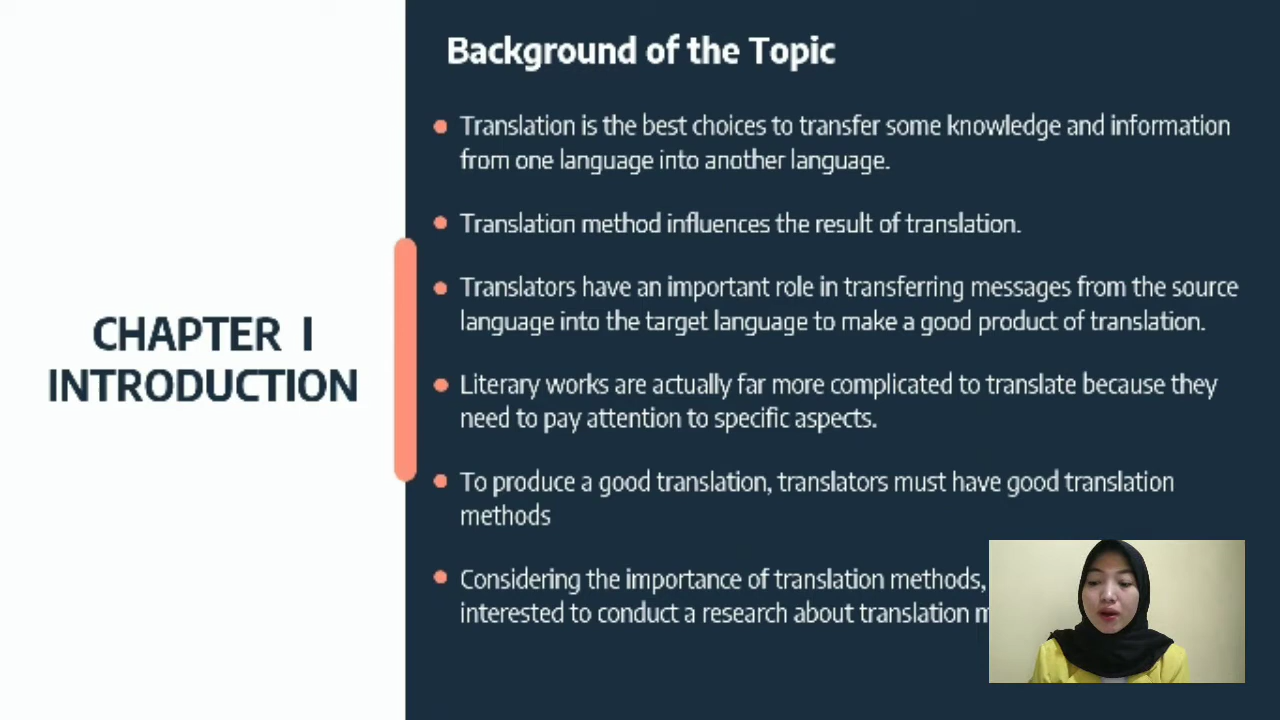 CHAPTER I
INTRODUCTION
Background of the Topic
Translation is the best choices to transfer some knowledge and information
from one language into another language.
Translation method influences the result of translation.
Translators have an important role in transferring messages from the source
language into the target language to make a good product of translation.
Literary works are actually far more complicated to translate because they
need to pay attention to specific aspects.
To produce a good translation, translators must have good translation
methods
Considering the importance of translation methods,
interested to conduct a research about translation